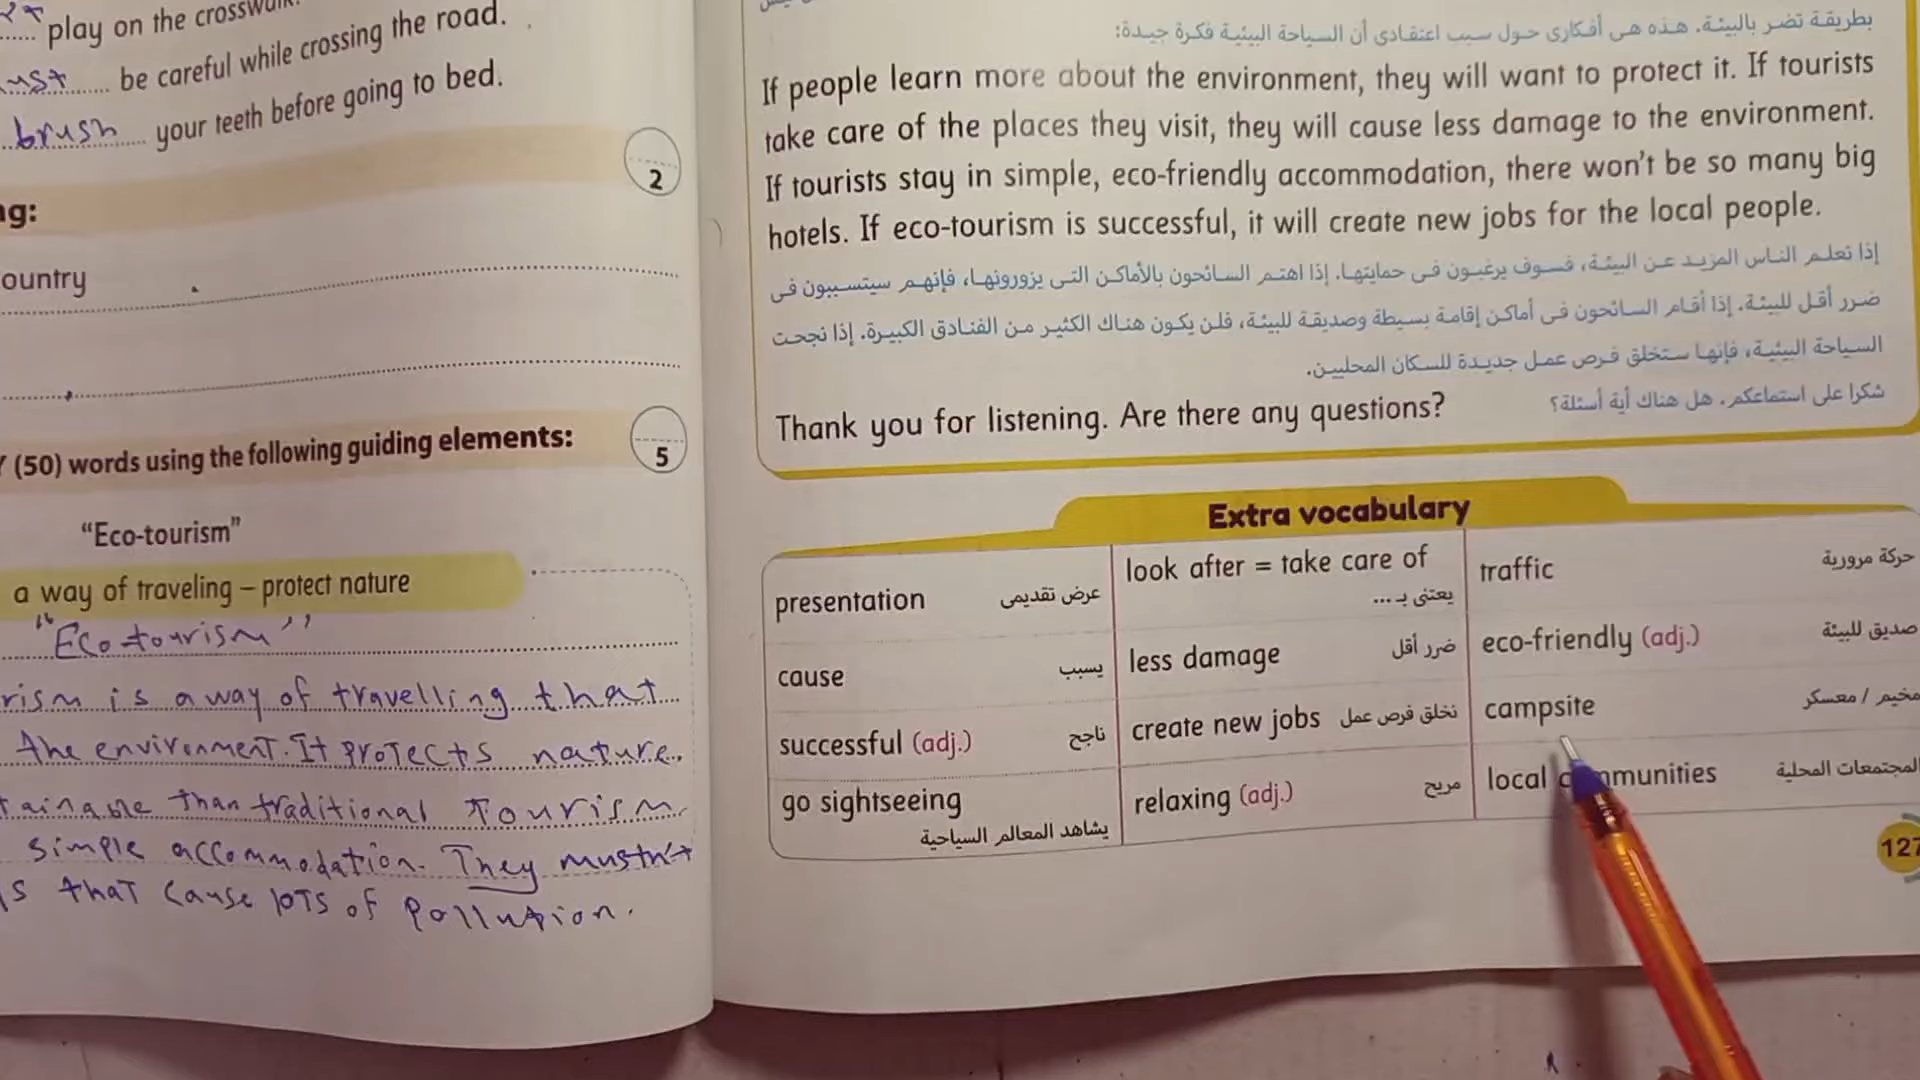 play on the crosswalk.
be careful while crossing the road.
brush your teeth before going to bed.
2
ountry
(50) words using the following guiding elements:
5
"Eco-tourism"
a way of traveling – protect nature
"Eco tourism"
rism is a way of travelling that
the environment. It protects nature.
tainable than traditional tourism
simple accommodation. They mustn't
s that cause lots of pollution.
بطريقة تضر بالبيئة. هذه هى أفكارى حول سبب اعتقادى أن السياحة البيئية فكرة جيدة:
If people learn more about the environment, they will want to protect it. If tourists
take care of the places they visit, they will cause less damage to the environment.
If tourists stay in simple, eco-friendly accommodation, there won't be so many big
hotels. If eco-tourism is successful, it will create new jobs for the local people.
إذا تعلم الناس المزيد عن البيئة، فسوف يرغبون فى حمايتها. إذا اهتم السائحون بالأماكن التى يزورونها، فإنهم سيتسببون فى
ضرر أقل للبيئة. إذا أقام السائحون فى أماكن إقامة بسيطة وصديقة للبيئة، فلن يكون هناك الكثير من الفنادق الكبيرة. إذا نجحت
السياحة البيئية، فإنها ستخلق فرص عمل جديدة للسكان المحليين.
Thank you for listening. Are there any questions? شكرا على استماعكم. هل هناك أية أسئلة؟
Extra vocabulary
presentation عرض تقديمى
look after = take care of
يعتنى بـ ...
traffic حركة مرورية
cause يسبب
less damage ضرر أقل
eco-friendly (adj.) صديق للبيئة
successful (adj.) ناجح
create new jobs نخلق فرص عمل
campsite مخيم / معسكر
go sightseeing
يشاهد المعالم السياحية
relaxing (adj.) مريح
local المجتمعات المحلية
127